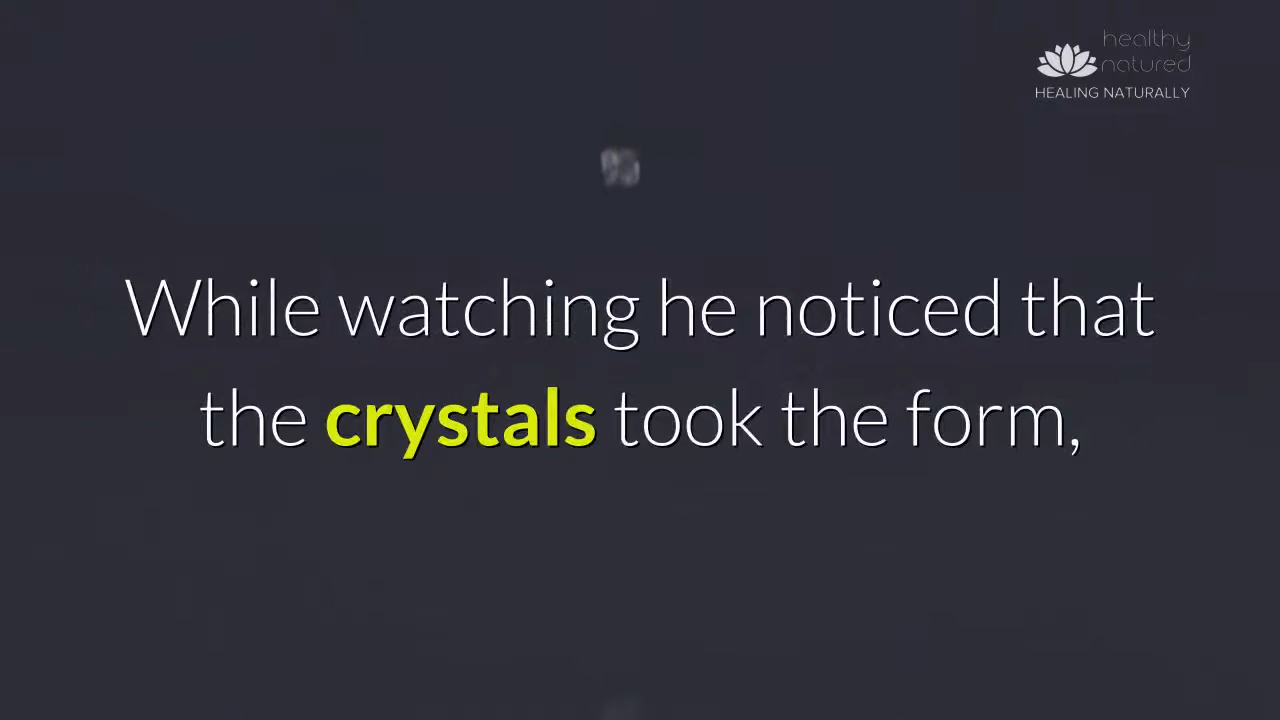 healthy
natured
HEALING NATURALLY
While watching he noticed that
the crystals took the form,